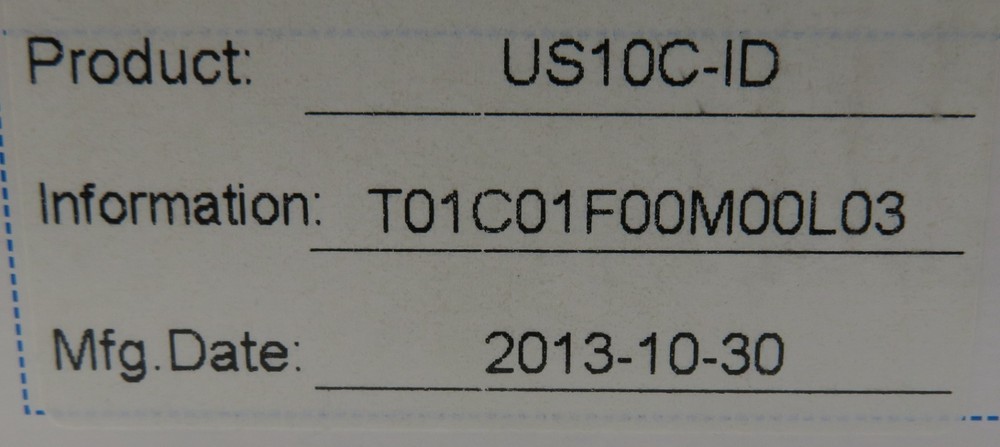 Product: US10C-ID
Information: T01C01F00M00L03
Mfg.Date: 2013-10-30